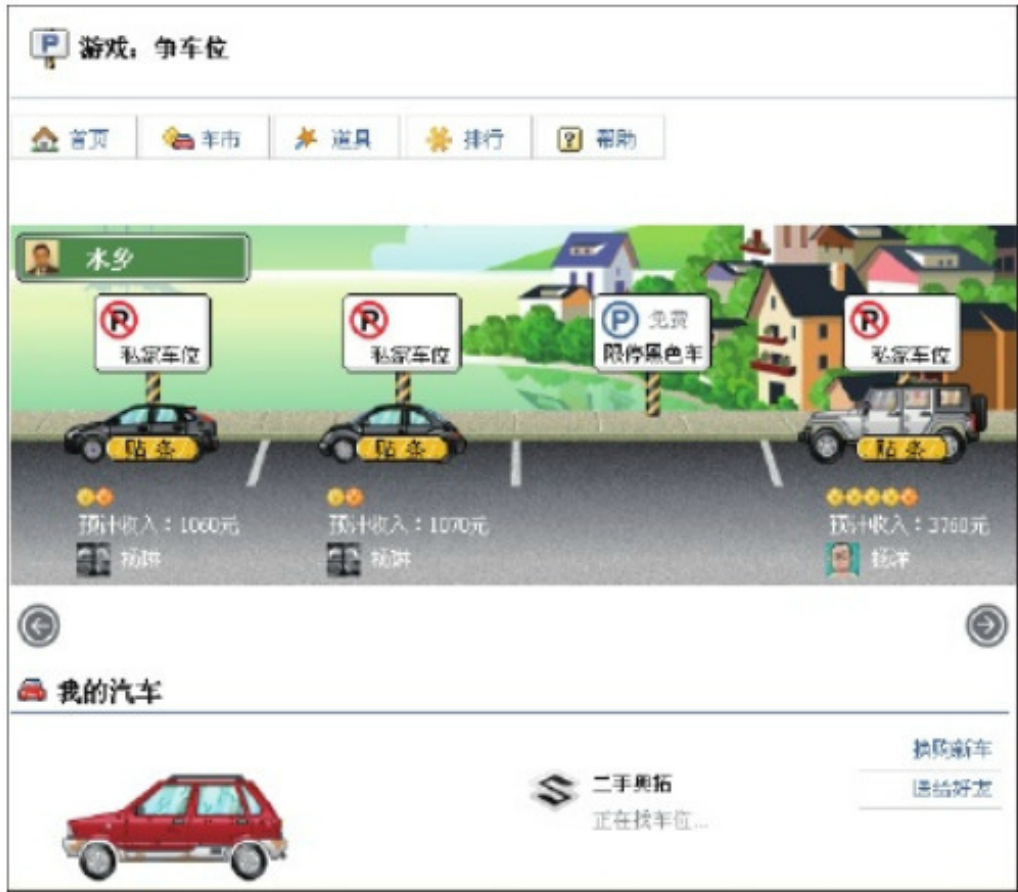 游戏：争车位
首页 车市 道具 排行 帮助
水乡
私家车位 私家车位 免费 私家车位
限停黑色车
贴条 贴条 贴条
预计收入：1060元 预计收入：1070元 预计收入：3760元
杨洋
我的汽车
换购新车
二手奥拓 送给好友
正在找车位...